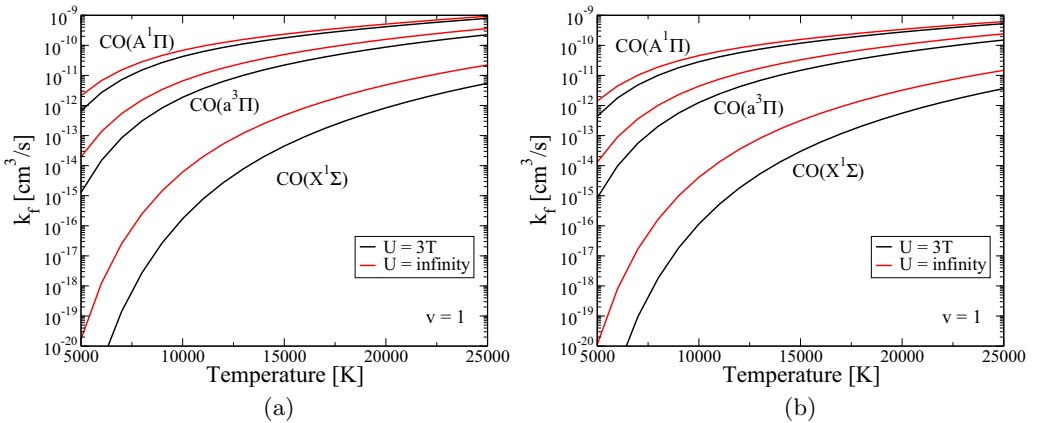 10^-9
10^-10
10^-11
10^-12
10^-13
10^-14
10^-15
10^-16
10^-17
10^-18
10^-19
10^-20
k_f [cm^3/s]
CO(A^1Π)
CO(a^3Π)
CO(X^1Σ)
U = 3T
U = infinity
v = 1
5000 10000 15000 20000 25000
Temperature [K]
(a)
10^-9
10^-10
10^-11
10^-12
10^-13
10^-14
10^-15
10^-16
10^-17
10^-18
10^-19
10^-20
k_f [cm^3/s]
CO(A^1Π)
CO(a^3Π)
CO(X^1Σ)
U = 3T
U = infinity
v = 1
5000 10000 15000 20000 25000
Temperature [K]
(b)